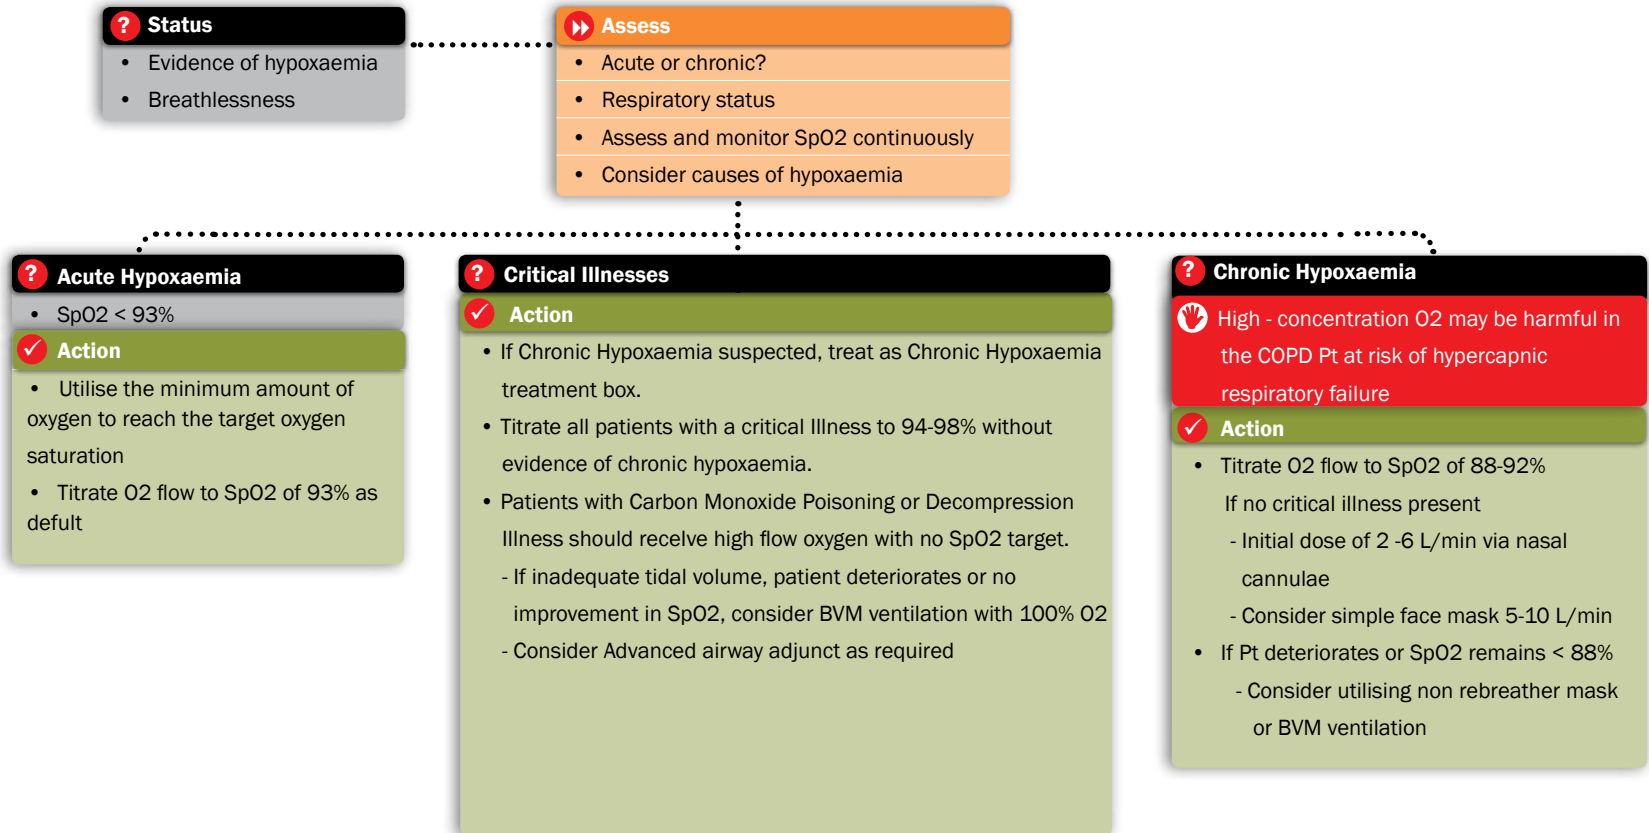 Status
• Evidence of hypoxaemia
• Breathlessness
Assess
• Acute or chronic?
• Respiratory status
• Assess and monitor SpO2 continuously
• Consider causes of hypoxaemia
? Acute Hypoxaemia
• SpO2 < 93%
Action
• Utilise the minimum amount of
oxygen to reach the target oxygen
saturation
• Titrate O2 flow to SpO2 of 93% as
defult
? Critical Illnesses
Action
• If Chronic Hypoxaemia suspected, treat as Chronic Hypoxaemia
treatment box.
• Titrate all patients with a critical Illness to 94-98% without
evidence of chronic hypoxaemia.
• Patients with Carbon Monoxide Poisoning or Decompression
Illness should recelve high flow oxygen with no SpO2 target.
- If inadequate tidal volume, patient deteriorates or no
improvement in SpO2, consider BVM ventilation with 100% O2
- Consider Advanced airway adjunct as required
? Chronic Hypoxaemia
High - concentration O2 may be harmful in
the COPD Pt at risk of hypercapnic
respiratory failure
Action
• Titrate O2 flow to SpO2 of 88-92%
If no critical illness present
- Initial dose of 2 -6 L/min via nasal
cannulae
- Consider simple face mask 5-10 L/min
• If Pt deteriorates or SpO2 remains < 88%
- Consider utilising non rebreather mask
or BVM ventilation